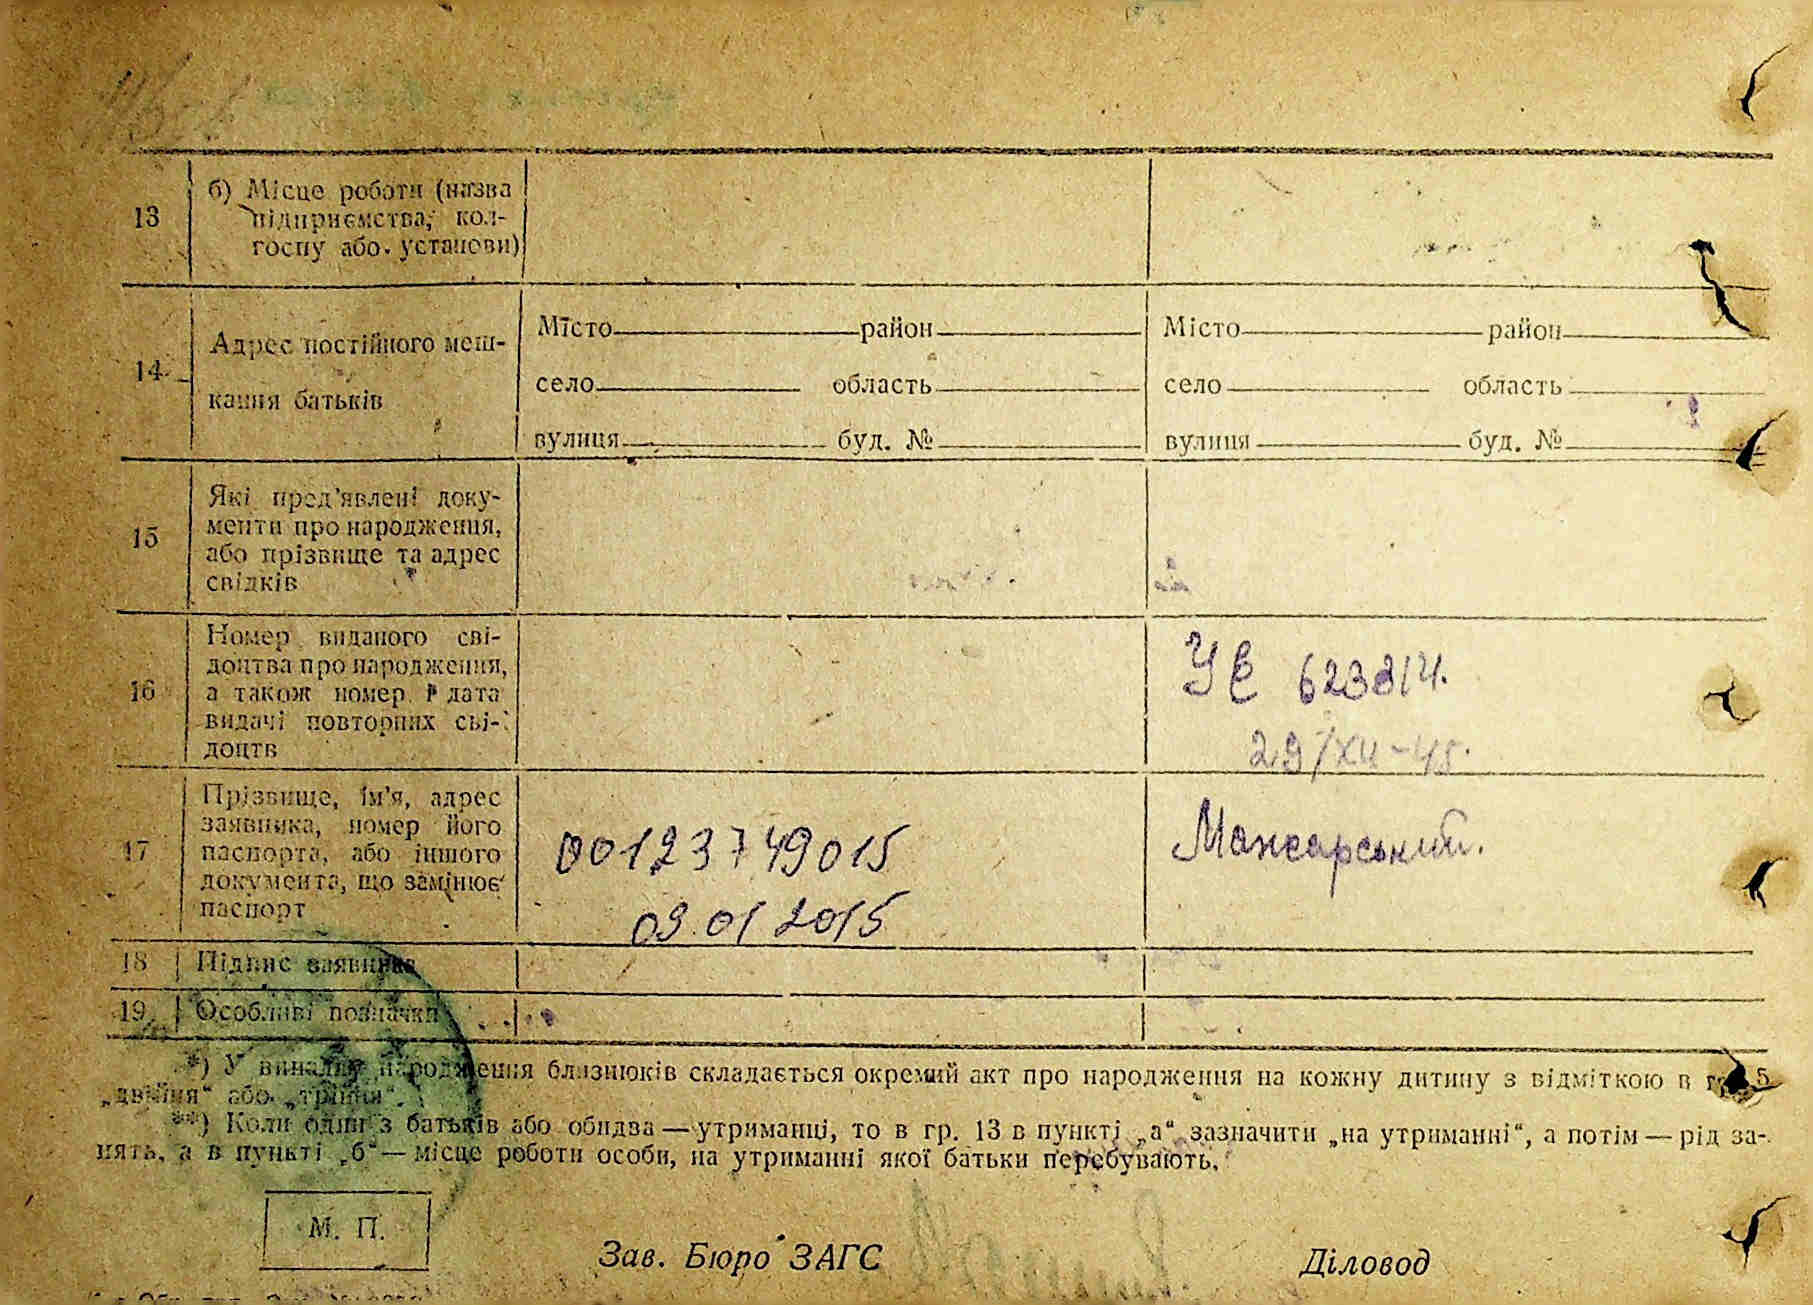 13
б) Місце роботи (назва
підприємства, кол-
госпу або установи)
14
Адрес постійного меш-
кання батьків
Місто район
село область
вулиця буд. №
Місто район
село область
вулиця буд. №
15
Які пред'явлені доку-
менти про народження,
або прізвище та адрес
свідків
16
Номер виданого сві-
доцтва про народження,
а також номер і дата
видачі повторних сві-
доцтв
УЄ 623814.
29/XII-45.
17
Прізвище, ім'я, адрес
заявника, номер його
паспорта, або іншого
документа, що замінює
паспорт
00123749015
09.01 2015
18 Підпис заявника
19 Особливі позначки
*) У випадку народження близнюків складається окремий акт про народження на кожну дитину з відміткою в гр. 5
„двійня“ або „трійня“.
**) Коли один з батьків або обидва — утриманці, то в гр. 13 в пункті „а“ зазначити „на утриманні“, а потім — рід за-
нять, а в пункті „б“ — місце роботи особи, на утриманні якої батьки перебувають.
М. П.
Зав. Бюро ЗАГС
Діловод